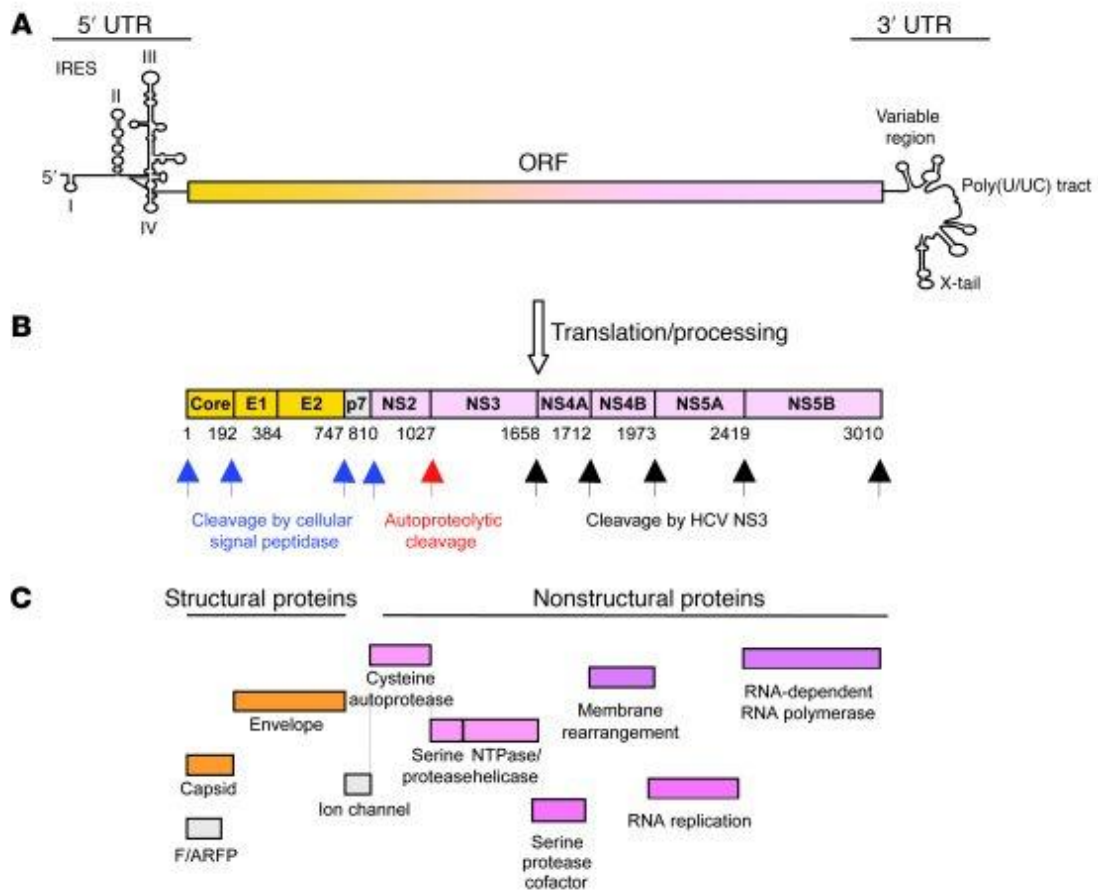 A
5′ UTR
3′ UTR
IRES
III
II
5′
I
IV
ORF
Variable
region
Poly(U/UC) tract
X-tail
B
Translation/processing
Core E1 E2 p7 NS2 NS3 NS4A NS4B NS5A NS5B
1 192 384 747 810 1027 1658 1712 1973 2419 3010
Cleavage by cellular
signal peptidase
Autoproteolytic
cleavage
Cleavage by HCV NS3
C
Structural proteins
Nonstructural proteins
Cysteine
autoprotease
Envelope
Capsid
F/ARFP
Ion channel
Serine
protease
NTPase/
helicase
Serine
protease
cofactor
Membrane
rearrangement
RNA replication
RNA-dependent
RNA polymerase